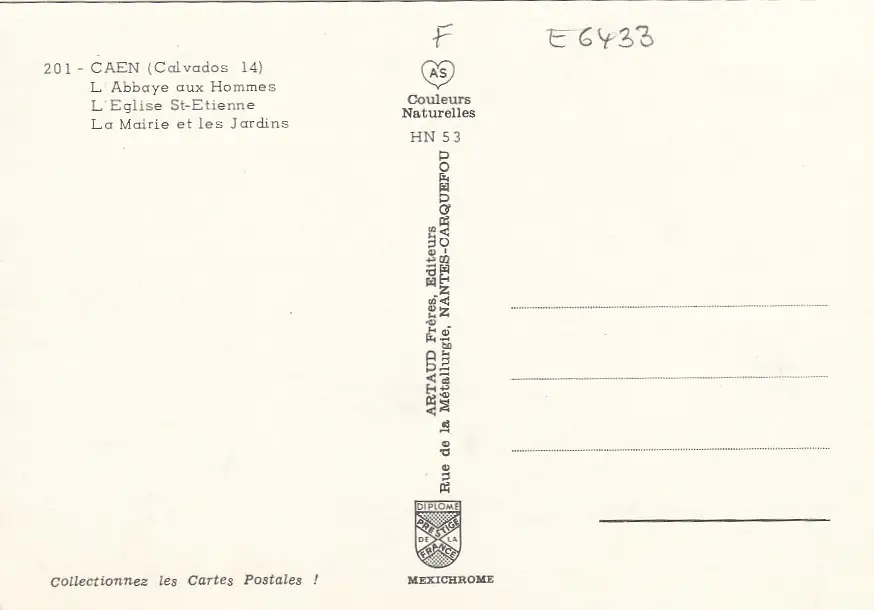 201 - CAEN (Calvados 14)
L'Abbaye aux Hommes
L'Eglise St-Etienne
La Mairie et les Jardins
Collectionnez les Cartes Postales !
F
AS
Couleurs
Naturelles
HN 53
ARTAUD Frères, Editeurs
Rue de la Métallurgie, NANTES-CARQUEFOU
DIPLOME
PRESTIGE
DE LA
FRANCE
MEXICHROME
E6433